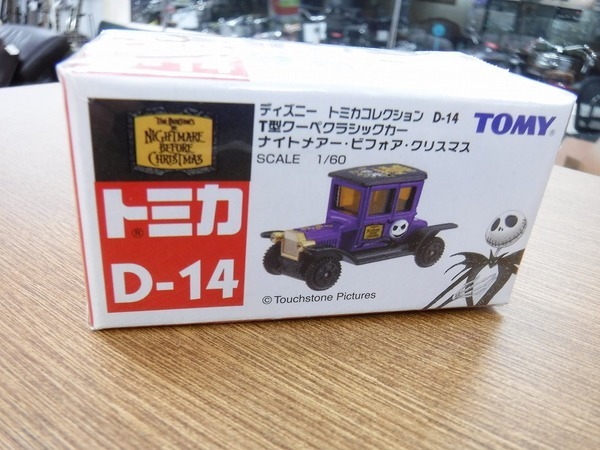 TIM BURTON'S
THE
NIGHTMARE
BEFORE
CHRISTMAS
トミカ
®
D-14
ディズニー トミカコレクション D-14
T型クーペクラシックカー
ナイトメアー・ビフォア・クリスマス
SCALE 1/60
TOMY
© Touchstone Pictures